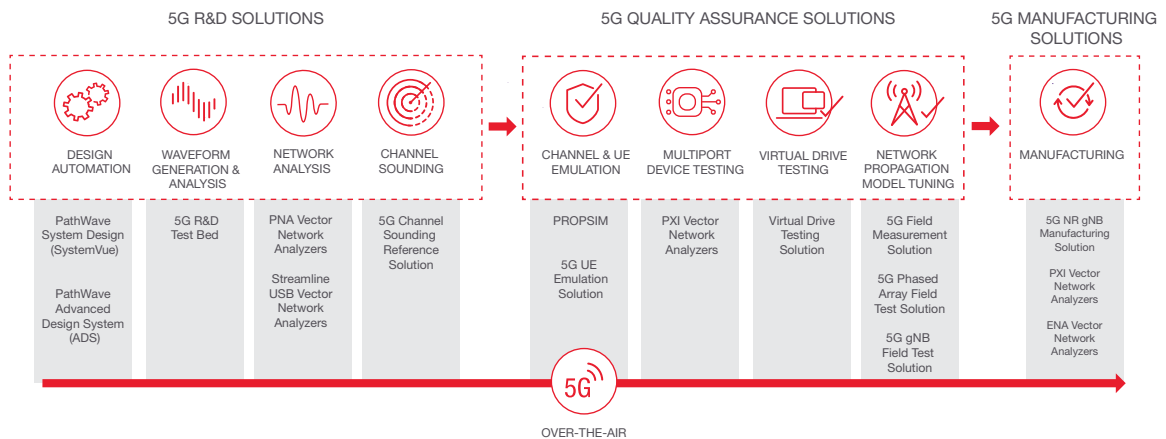 5G R&D SOLUTIONS
5G QUALITY ASSURANCE SOLUTIONS
5G MANUFACTURING
SOLUTIONS
DESIGN
AUTOMATION
WAVEFORM
GENERATION &
ANALYSIS
NETWORK
ANALYSIS
CHANNEL
SOUNDING
CHANNEL & UE
EMULATION
MULTIPORT
DEVICE TESTING
VIRTUAL DRIVE
TESTING
NETWORK
PROPAGATION
MODEL TUNING
MANUFACTURING
PathWave
System Design
(SystemVue)
PathWave
Advanced
Design System
(ADS)
5G R&D
Test Bed
PNA Vector
Network
Analyzers
Streamline
USB Vector
Network
Analyzers
5G Channel
Sounding
Reference
Solution
PROPSIM
5G UE
Emulation
Solution
PXI Vector
Network
Analyzers
Virtual Drive
Testing
Solution
5G Field
Measurement
Solution
5G Phased
Array Field
Test Solution
5G gNB
Field Test
Solution
5G NR gNB
Manufacturing
Solution
PXI Vector
Network
Analyzers
ENA Vector
Network
Analyzers
5G
OVER-THE-AIR